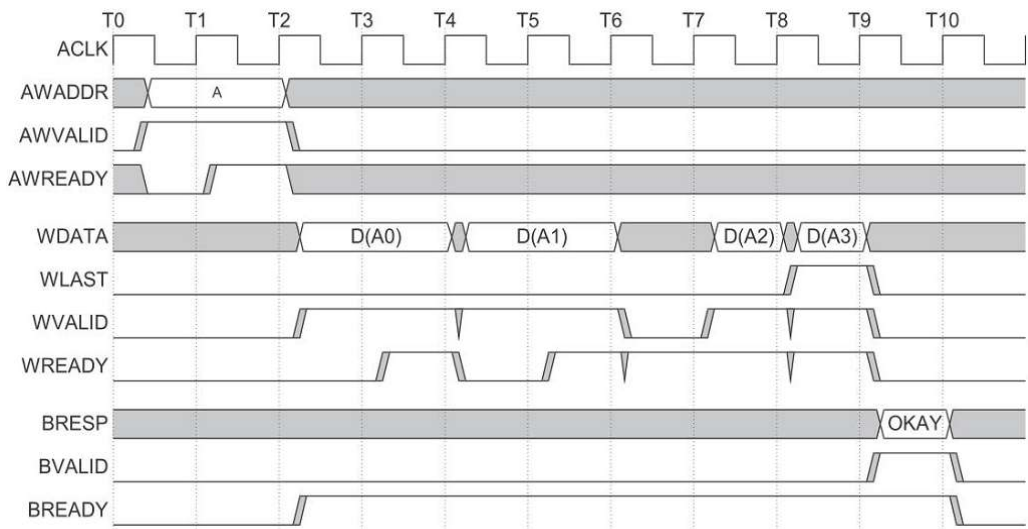 T0 T1 T2 T3 T4 T5 T6 T7 T8 T9 T10
ACLK
AWADDR A
AWVALID
AWREADY
WDATA D(A0) D(A1) D(A2) D(A3)
WLAST
WVALID
WREADY
BRESP OKAY
BVALID
BREADY